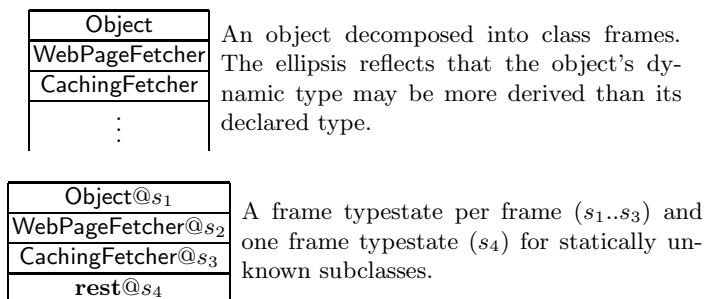 Object
WebPageFetcher
CachingFetcher
⋮
An object decomposed into class frames.
The ellipsis reflects that the object's dy-
namic type may be more derived than its
declared type.
Object@s₁
WebPageFetcher@s₂
CachingFetcher@s₃
rest@s₄
A frame typestate per frame (s₁..s₃) and
one frame typestate (s₄) for statically un-
known subclasses.